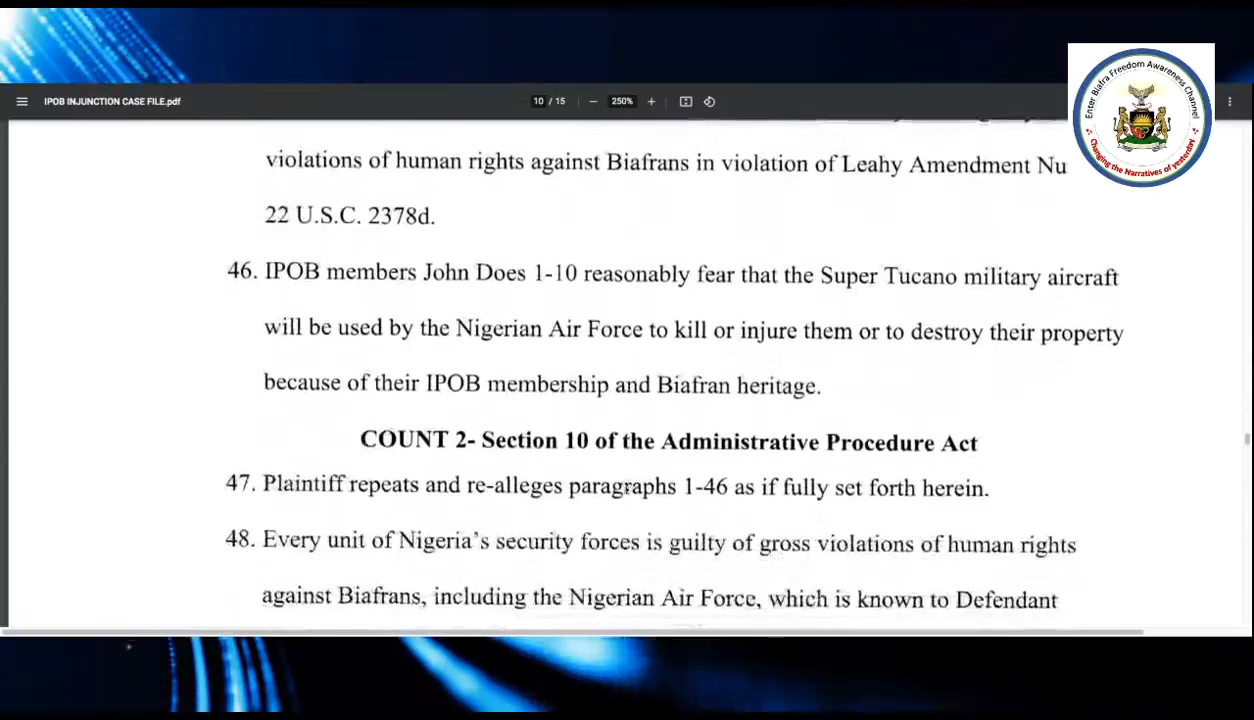 IPOB INJUNCTION CASE FILE.pdf
10 / 15
250%
Enter Biafra Freedom Awareness Channel
Changing the Narratives of yesterday
violations of human rights against Biafrans in violation of Leahy Amendment Nu
22 U.S.C. 2378d.
46. IPOB members John Does 1-10 reasonably fear that the Super Tucano military aircraft
will be used by the Nigerian Air Force to kill or injure them or to destroy their property
because of their IPOB membership and Biafran heritage.
COUNT 2- Section 10 of the Administrative Procedure Act
47. Plaintiff repeats and re-alleges paragraphs 1-46 as if fully set forth herein.
48. Every unit of Nigeria's security forces is guilty of gross violations of human rights
against Biafrans, including the Nigerian Air Force, which is known to Defendant